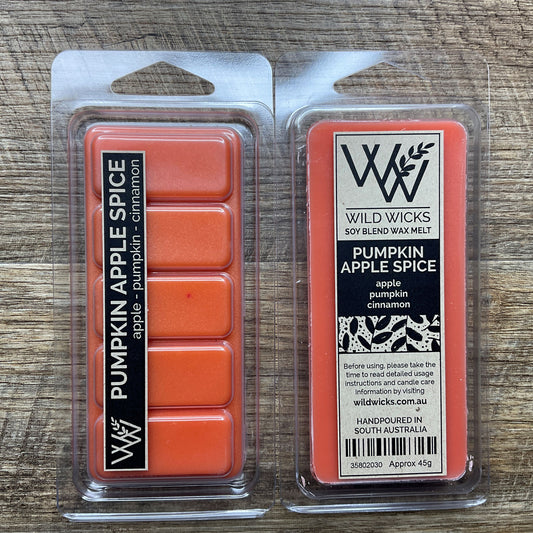 PUMPKIN APPLE SPICE
apple - pumpkin - cinnamon
WILD WICKS
SOY BLEND WAX MELT
PUMPKIN
APPLE SPICE
apple
pumpkin
cinnamon
Before using, please take the
time to read detailed usage
instructions and candle care
information by visiting
wildwicks.com.au
HANDPOURED IN
SOUTH AUSTRALIA
35802030 Approx 45g